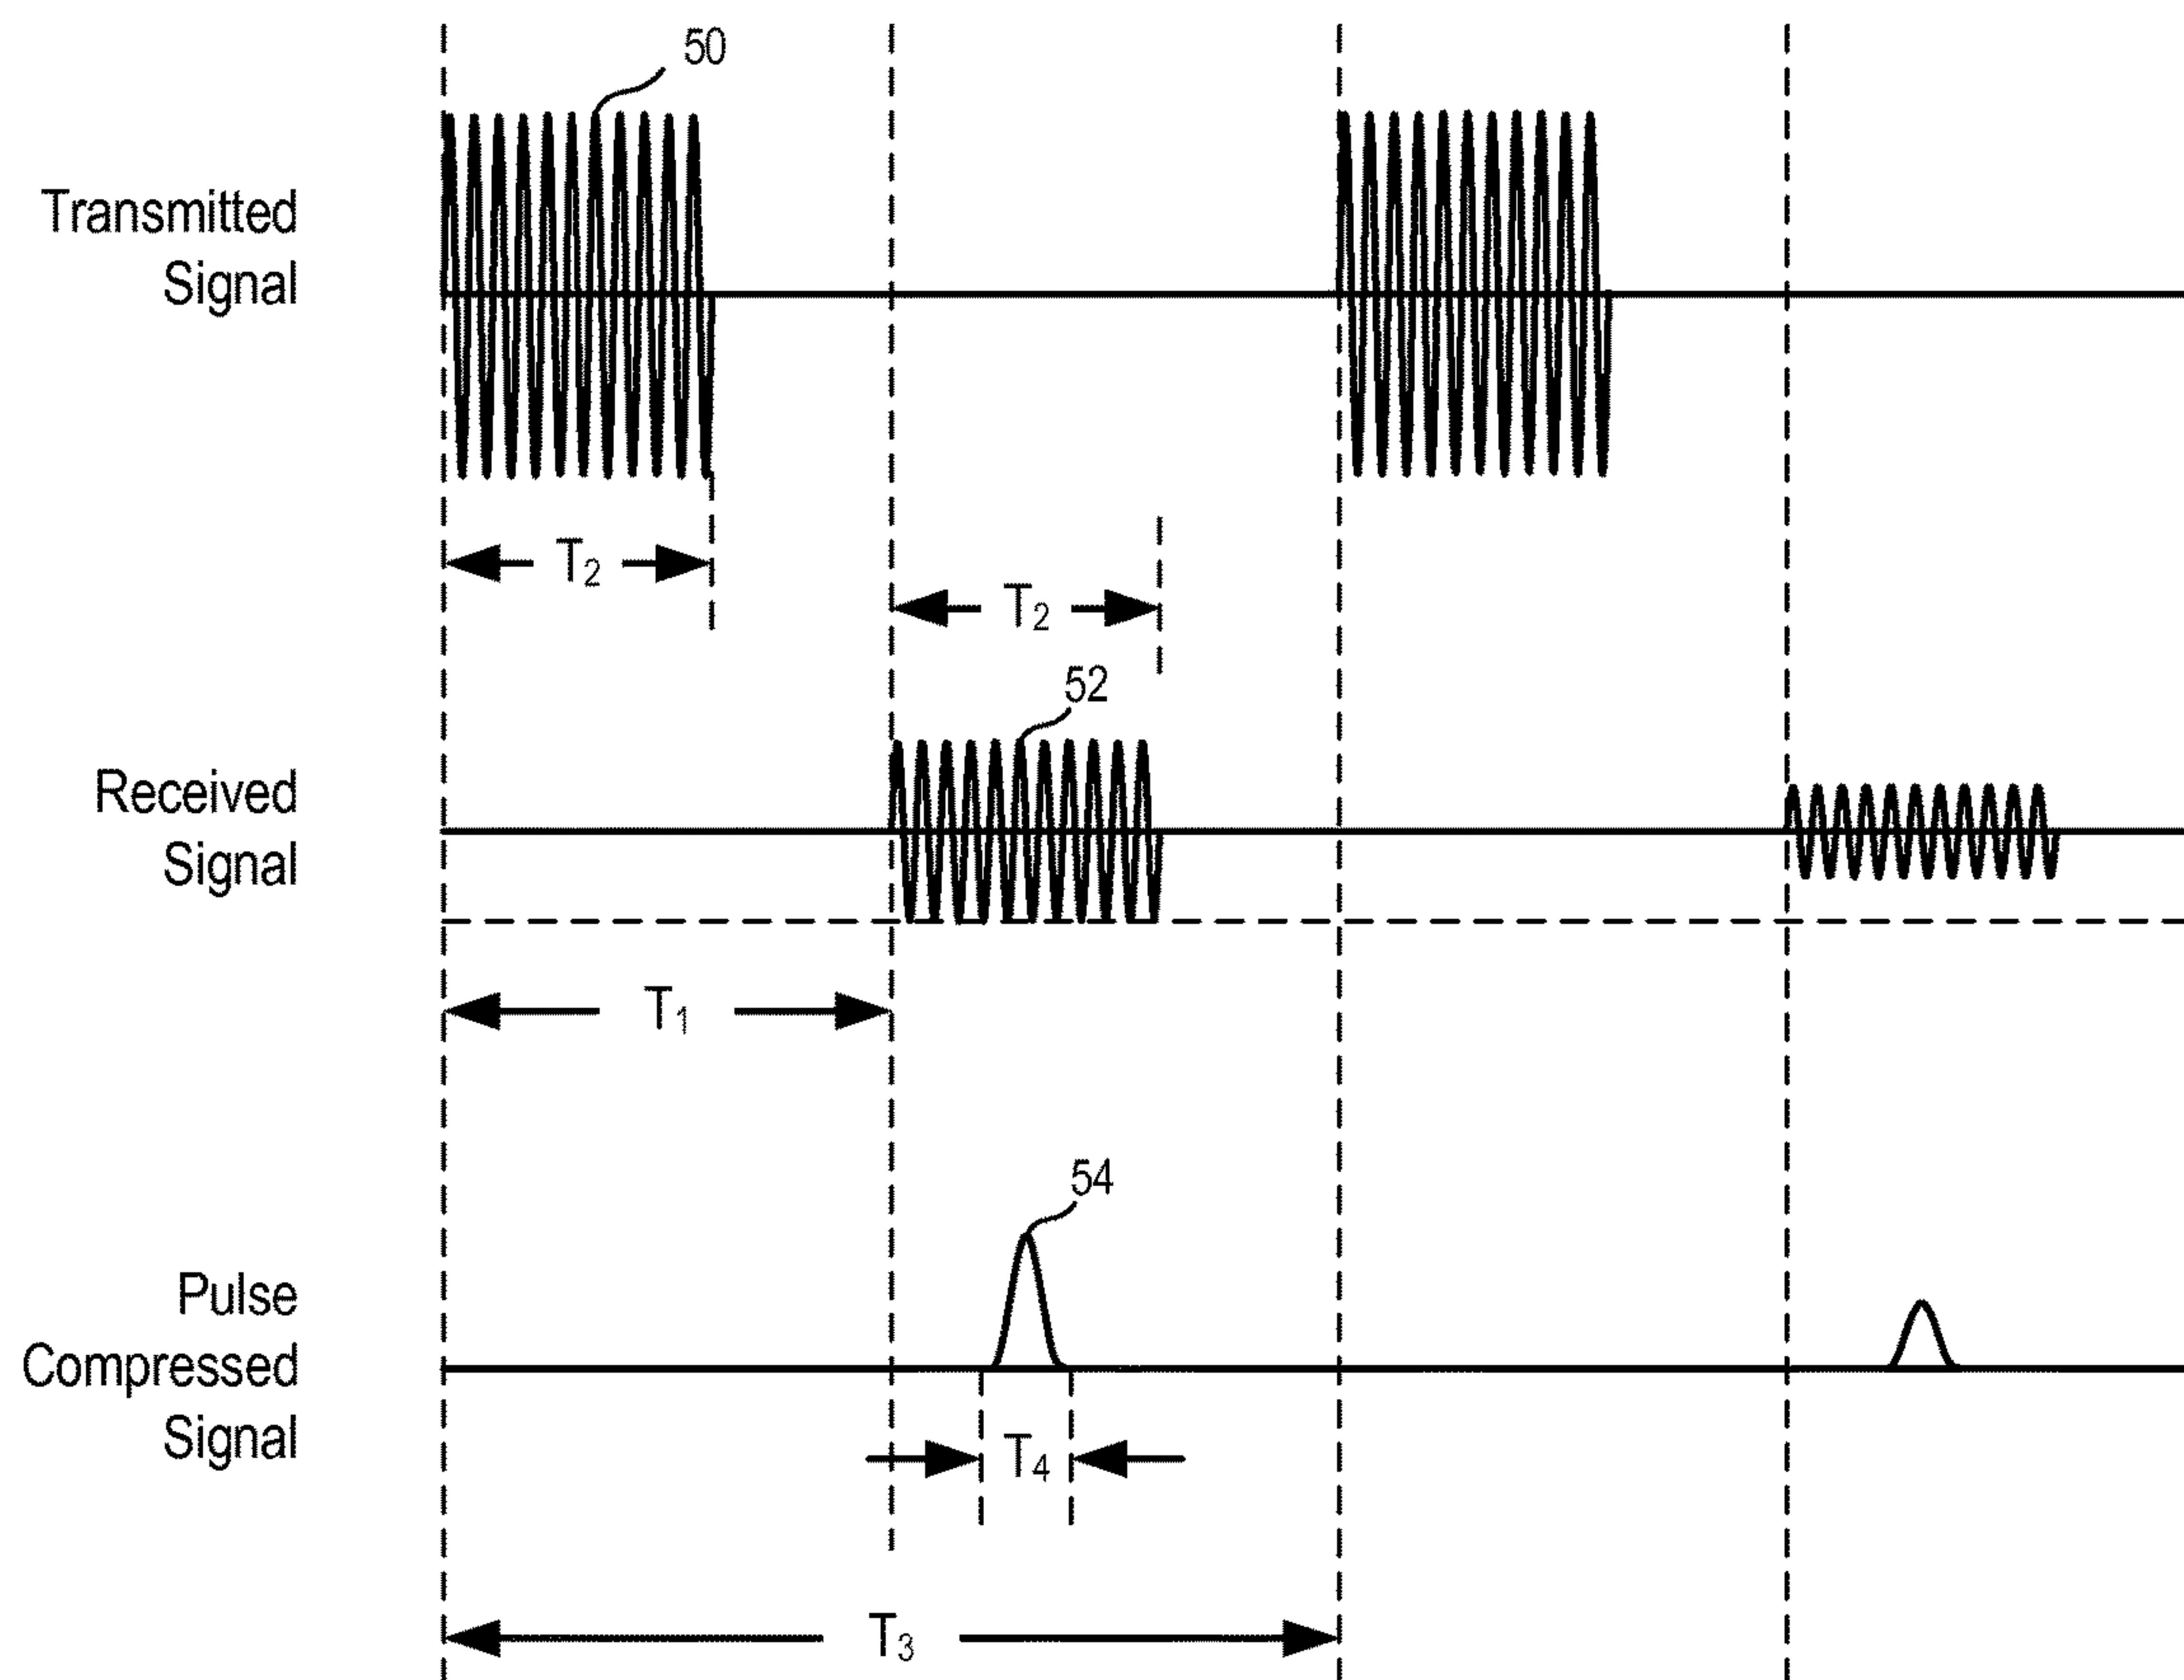 50
Transmitted
Signal
T₂
T₂
52
Received
Signal
T₁
54
Pulse
Compressed
Signal
T₄
T₃